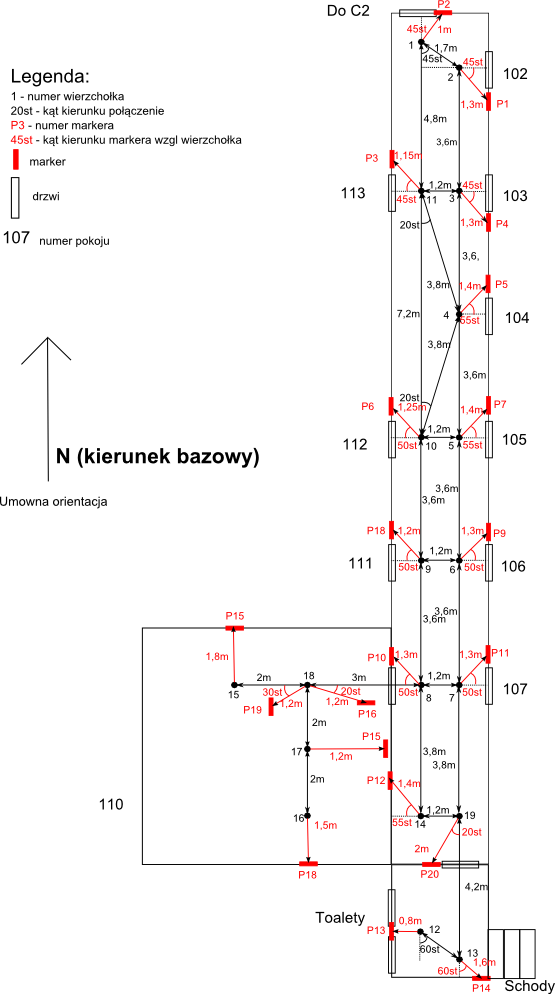 Do C2
P2
45st
1m
1
1,7m
45st
2
45st
102
1,3m
P1
Legenda:
1 - numer wierzchołka
20st - kąt kierunku połączenie
P3 - numer markera
45st - kąt kierunku markera wzgl wierzchołka
marker
drzwi
107 numer pokoju
4,8m
3,6m
P3
1,15m
113
45st
1,2m
11
3
45st
103
20st
1,3m
P4
3,6,
3,8m
1,4m
P5
7,2m
4
55st
104
3,8m
3,6m
20st
P6
1,25m
1,4m
P7
112
50st
1,2m
10
5
55st
105
N (kierunek bazowy)
Umowna orientacja
3,6m
3,6m
P18
1,2m
1,3m
P9
111
50st
1,2m
9
6
50st
106
3,6m
3,6m
P15
1,8m
P10
1,3m
1,3m
P11
2m
18
3m
1,2m
15
30st
20st
50st
8
7
50st
107
P19
1,2m
1,2m
P16
2m
P15
17
1,2m
3,8m
3,8m
2m
P12
1,4m
110
16
1,5m
55st
1,2m
14
19
20st
2m
P18
P20
4,2m
Toalety
P13
0,8m
12
60st
13
60st
1,6m
P14
Schody